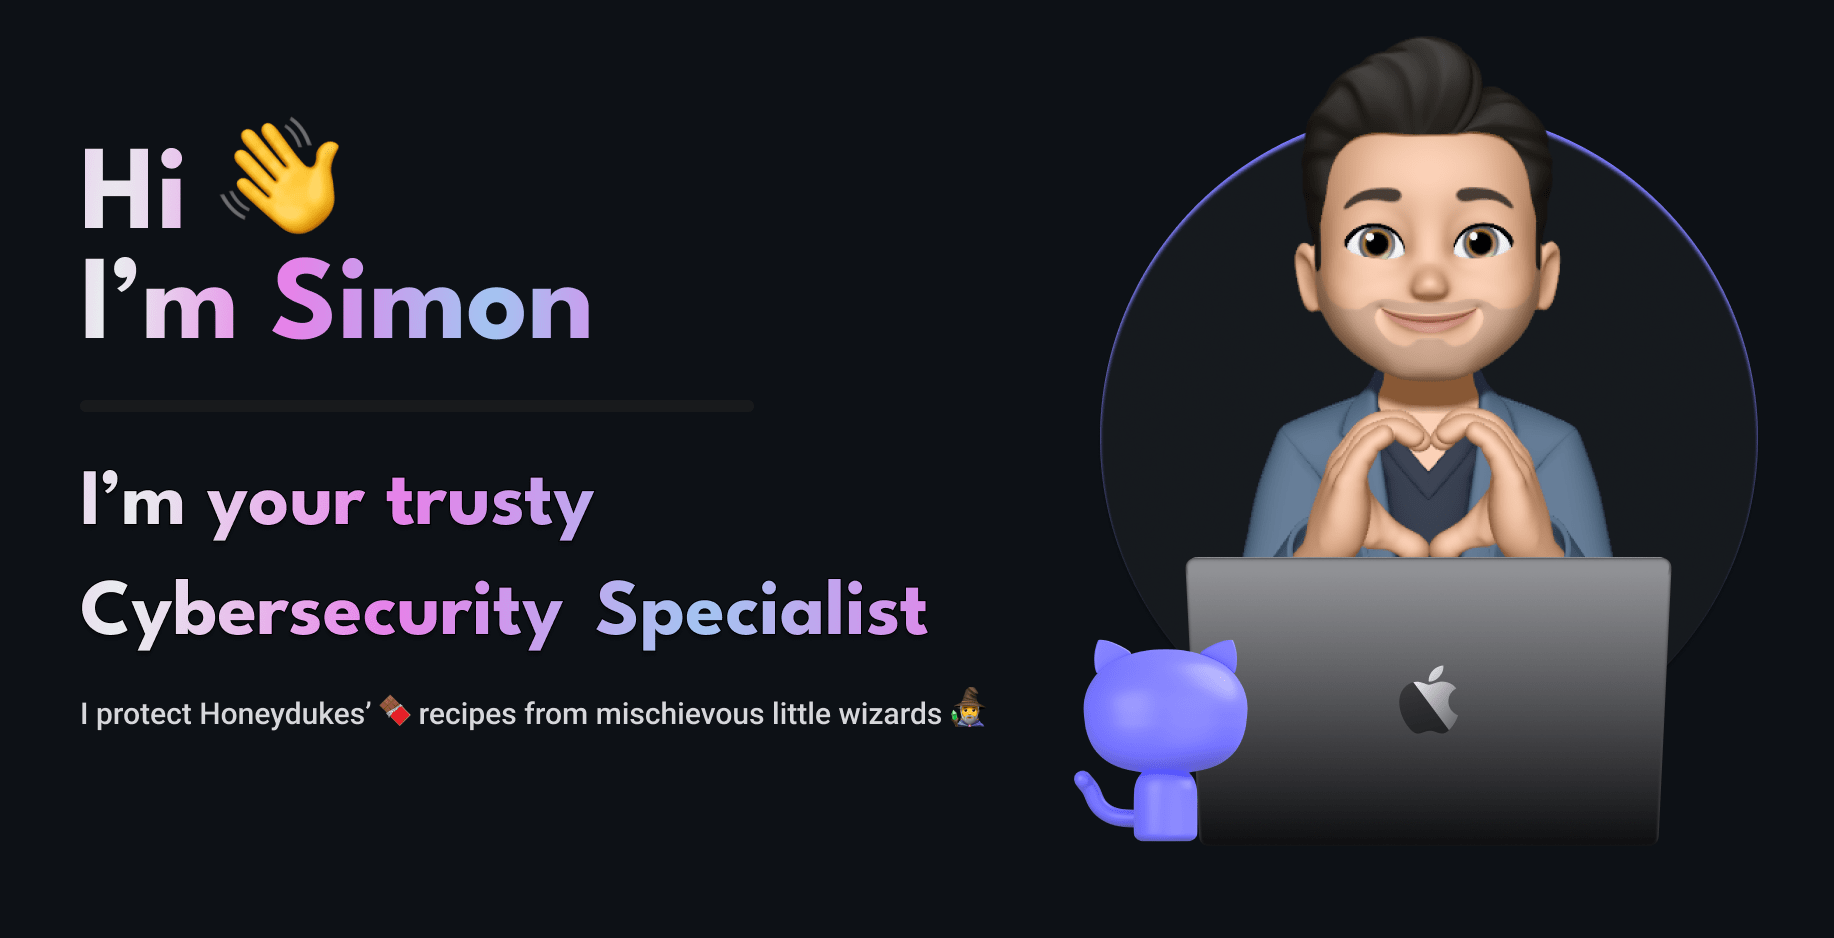 Hi 👋
I’m Simon
I’m your trusty
Cybersecurity Specialist
I protect Honeydukes’ 🍫 recipes from mischievous little wizards 🧙